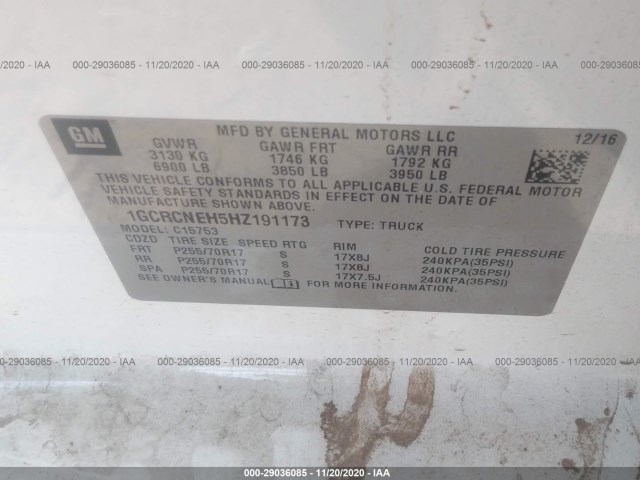 000-29036085 - 11/20/2020 - IAA
GM
MFD BY GENERAL MOTORS LLC
12/16
GVWR GAWR FRT GAWR RR
3130 KG 1746 KG 1792 KG
6900 LB 3850 LB 3950 LB
THIS VEHICLE CONFORMS TO ALL APPLICABLE U.S. FEDERAL MOTOR
VEHICLE SAFETY STANDARDS IN EFFECT ON THE DATE OF
MANUFACTURE SHOWN ABOVE.
1GCRCNEH5HZ191173 TYPE: TRUCK
MODEL: C15753
COZD TIRE SIZE SPEED RTG RIM COLD TIRE PRESSURE
FRT P255/70R17 S 17X8J 240KPA(35PSI)
RR P255/70R17 S 17X8J 240KPA(35PSI)
SPA P255/70R17 S 17X7.5J 240KPA(35PSI)
SEE OWNER'S MANUAL FOR MORE INFORMATION.
000-29036085 - 11/20/2020 - IAA